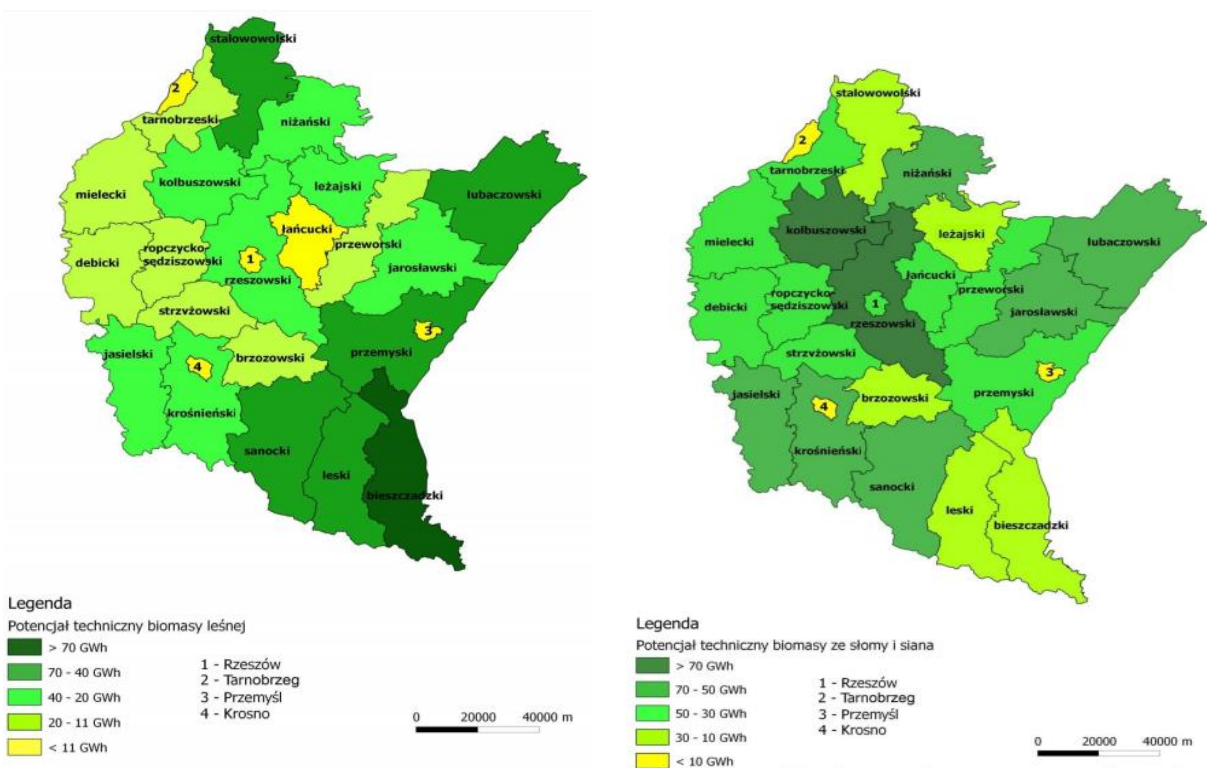 stalowowolski
2
tarnobrzeski
niżański
mielecki
kolbuszowski
leżajski
lubaczowski
łańcucki
debicki
ropczycko-
sędziszowski
1
przeworski
rzeszowski
jarosławski
strzyżowski
3
jasielski
4
brzozowski
przemyski
krośnieński
sanocki
leski
bieszczadzki
Legenda
Potencjał techniczny biomasy leśnej
> 70 GWh
70 - 40 GWh
40 - 20 GWh
20 - 11 GWh
< 11 GWh
1 - Rzeszów
2 - Tarnobrzeg
3 - Przemyśl
4 - Krosno
0 20000 40000 m
stalowowolski
2
tarnobrzeski
niżański
kolbuszowski
mielecki
leżajski
lubaczowski
łańcucki
debicki
ropczycko-
sędziszowski
1
przeworski
jarosławski
rzeszowski
strzyżowski
3
jasielski
4
brzozowski
przemyski
krośnieński
sanocki
leski
bieszczadzki
Legenda
Potencjał techniczny biomasy ze słomy i siana
> 70 GWh
70 - 50 GWh
50 - 30 GWh
30 - 10 GWh
< 10 GWh
1 - Rzeszów
2 - Tarnobrzeg
3 - Przemyśl
4 - Krosno
0 20000 40000 m